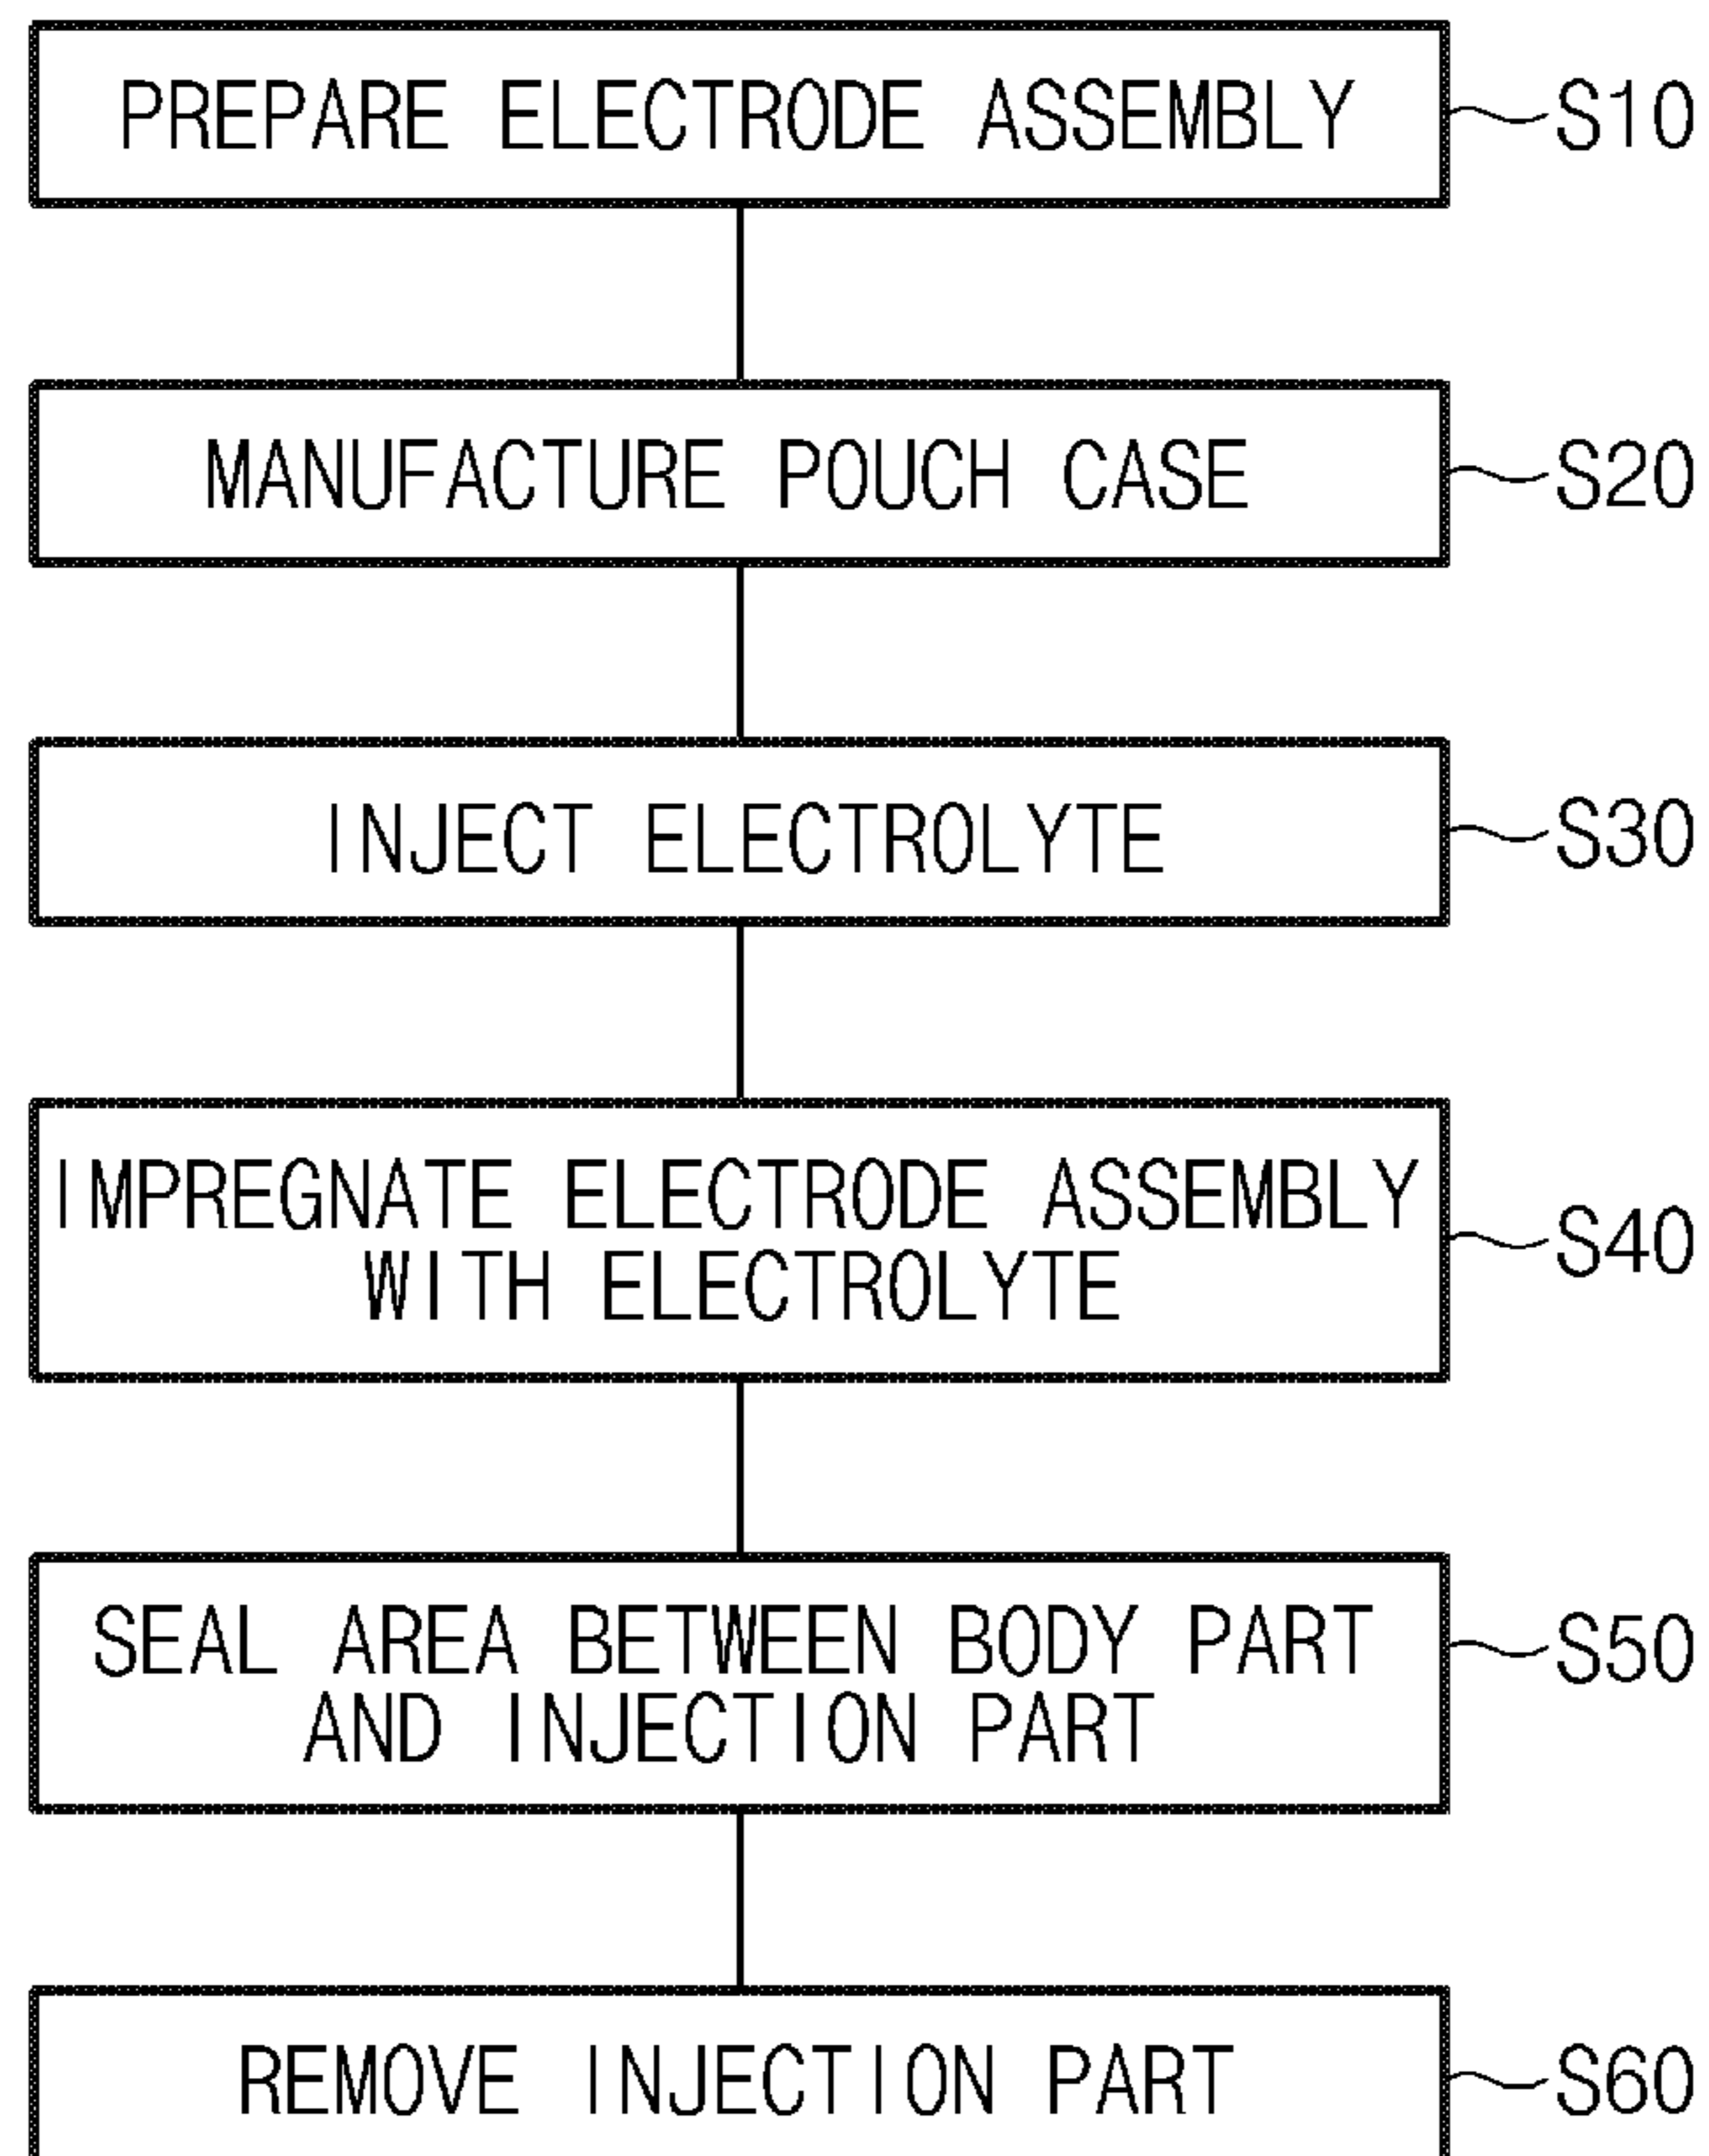 PREPARE ELECTRODE ASSEMBLY S10
MANUFACTURE POUCH CASE S20
INJECT ELECTROLYTE S30
IMPREGNATE ELECTRODE ASSEMBLY
WITH ELECTROLYTE S40
SEAL AREA BETWEEN BODY PART
AND INJECTION PART S50
REMOVE INJECTION PART S60